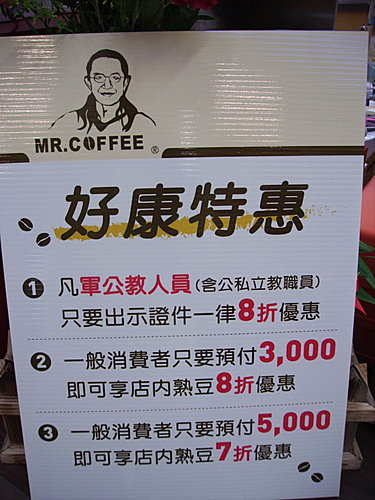 MR.COFFEE®
好康特惠
❶ 凡軍公教人員(含公私立教職員)
只要出示證件一律8折優惠
❷ 一般消費者只要預付3,000
即可享店內熟豆8折優惠
❸ 一般消費者只要預付5,000
即可享店內熟豆7折優惠